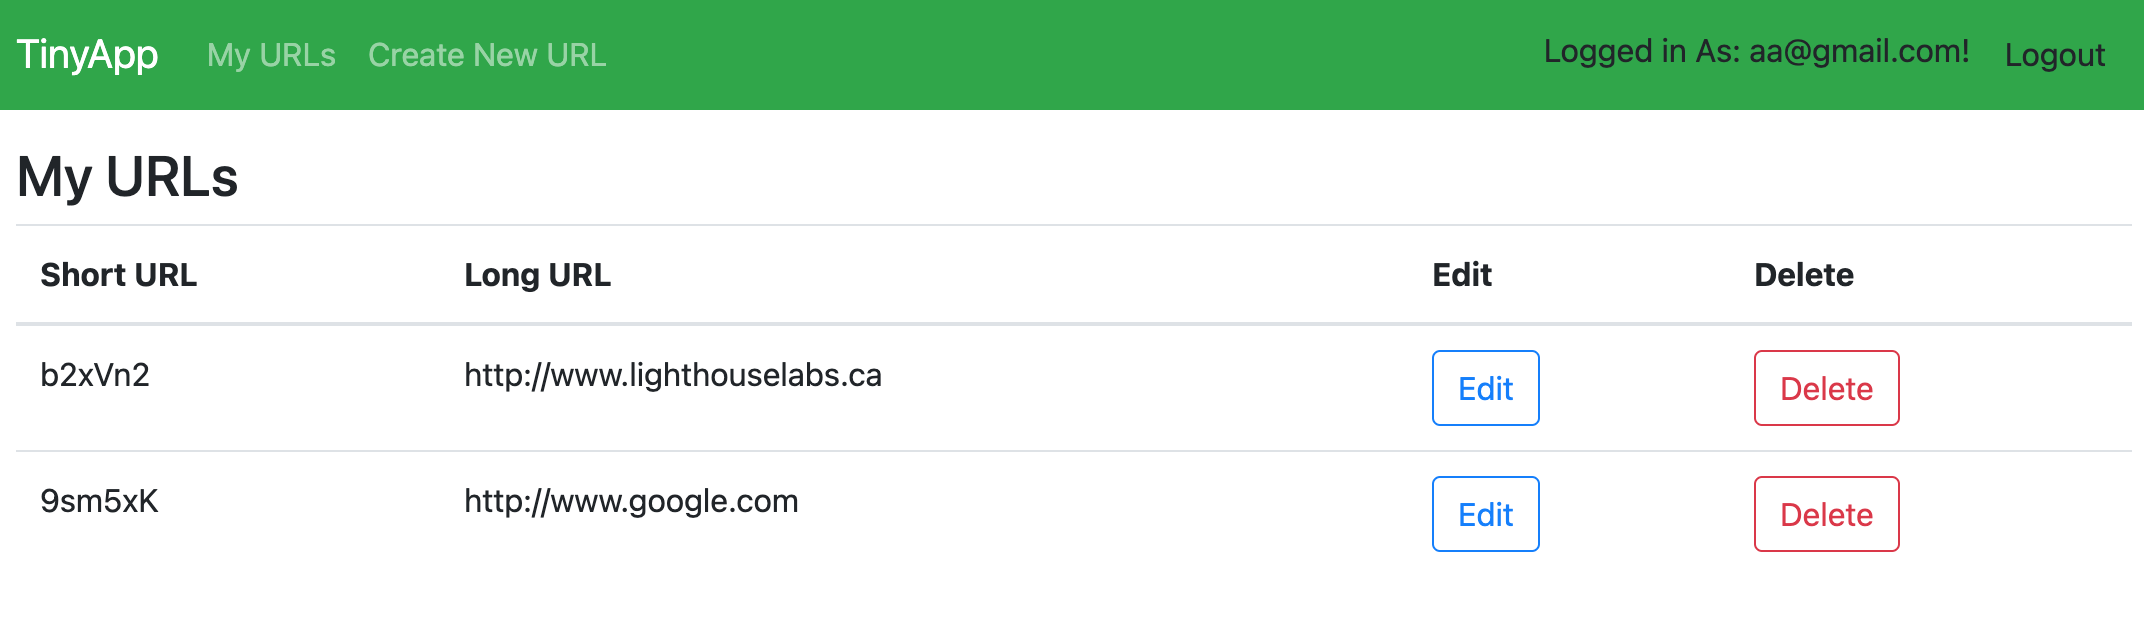 TinyApp My URLs Create New URL Logged in As: aa@gmail.com! Logout
My URLs
Short URL Long URL Edit Delete
b2xVn2 http://www.lighthouselabs.ca Edit Delete
9sm5xK http://www.google.com Edit Delete